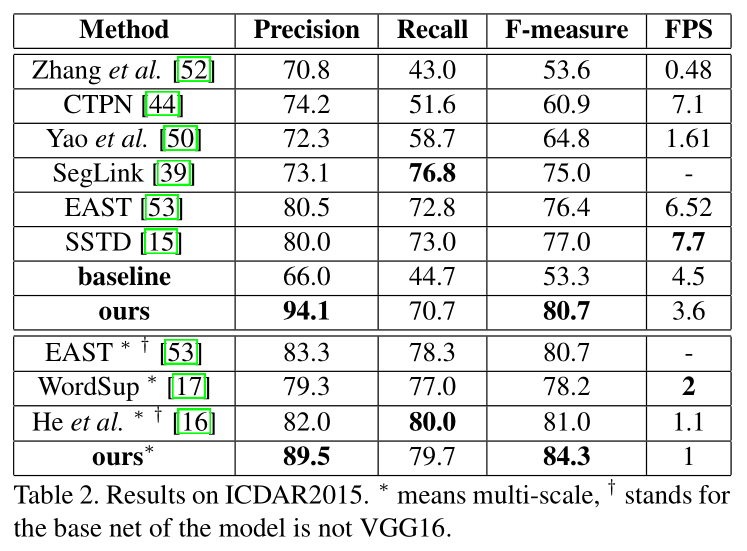 Method Precision Recall F-measure FPS
Zhang et al. [52] 70.8 43.0 53.6 0.48
CTPN [44] 74.2 51.6 60.9 7.1
Yao et al. [50] 72.3 58.7 64.8 1.61
SegLink [39] 73.1 76.8 75.0 -
EAST [53] 80.5 72.8 76.4 6.52
SSTD [15] 80.0 73.0 77.0 7.7
baseline 66.0 44.7 53.3 4.5
ours 94.1 70.7 80.7 3.6
EAST * † [53] 83.3 78.3 80.7 -
WordSup * [17] 79.3 77.0 78.2 2
He et al. * † [16] 82.0 80.0 81.0 1.1
ours* 89.5 79.7 84.3 1
Table 2. Results on ICDAR2015. * means multi-scale, † stands for
the base net of the model is not VGG16.